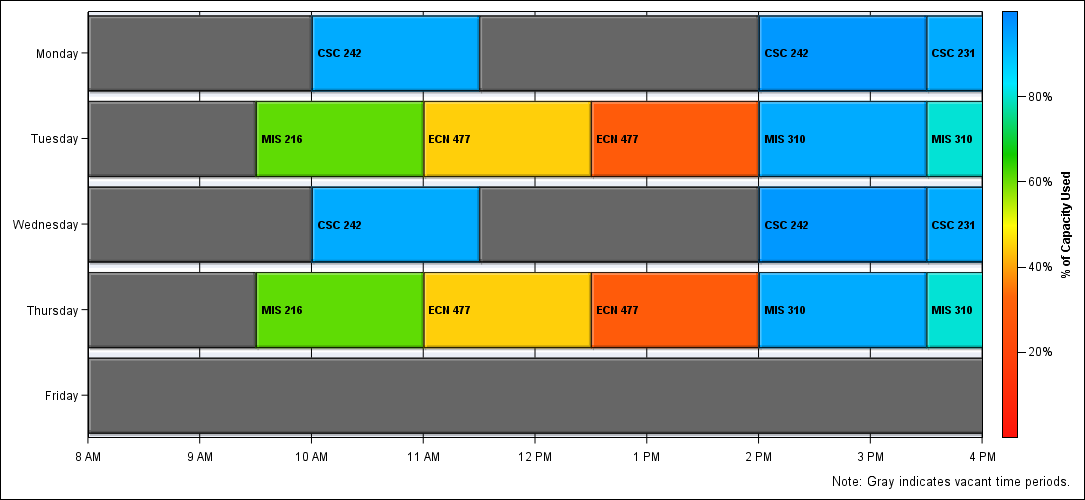 Monday
CSC 242
CSC 242
CSC 231
Tuesday
MIS 216
ECN 477
ECN 477
MIS 310
MIS 310
Wednesday
CSC 242
CSC 242
CSC 231
Thursday
MIS 216
ECN 477
ECN 477
MIS 310
MIS 310
Friday
8 AM
9 AM
10 AM
11 AM
12 PM
1 PM
2 PM
3 PM
4 PM
80%
60%
40%
20%
% of Capacity Used
Note: Gray indicates vacant time periods.